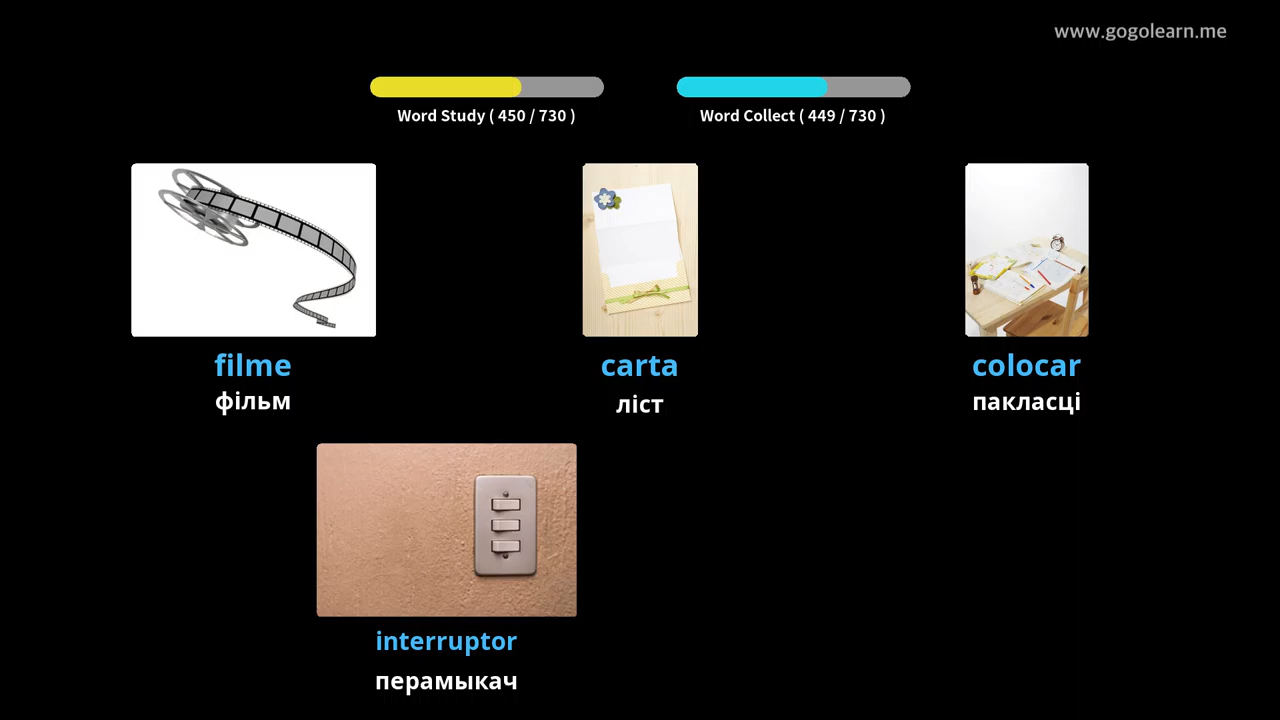 www.gogolearn.me
Word Study ( 450 / 730 )
Word Collect ( 449 / 730 )
filme
фільм
carta
ліст
colocar
пакласці
interruptor
перамыкач